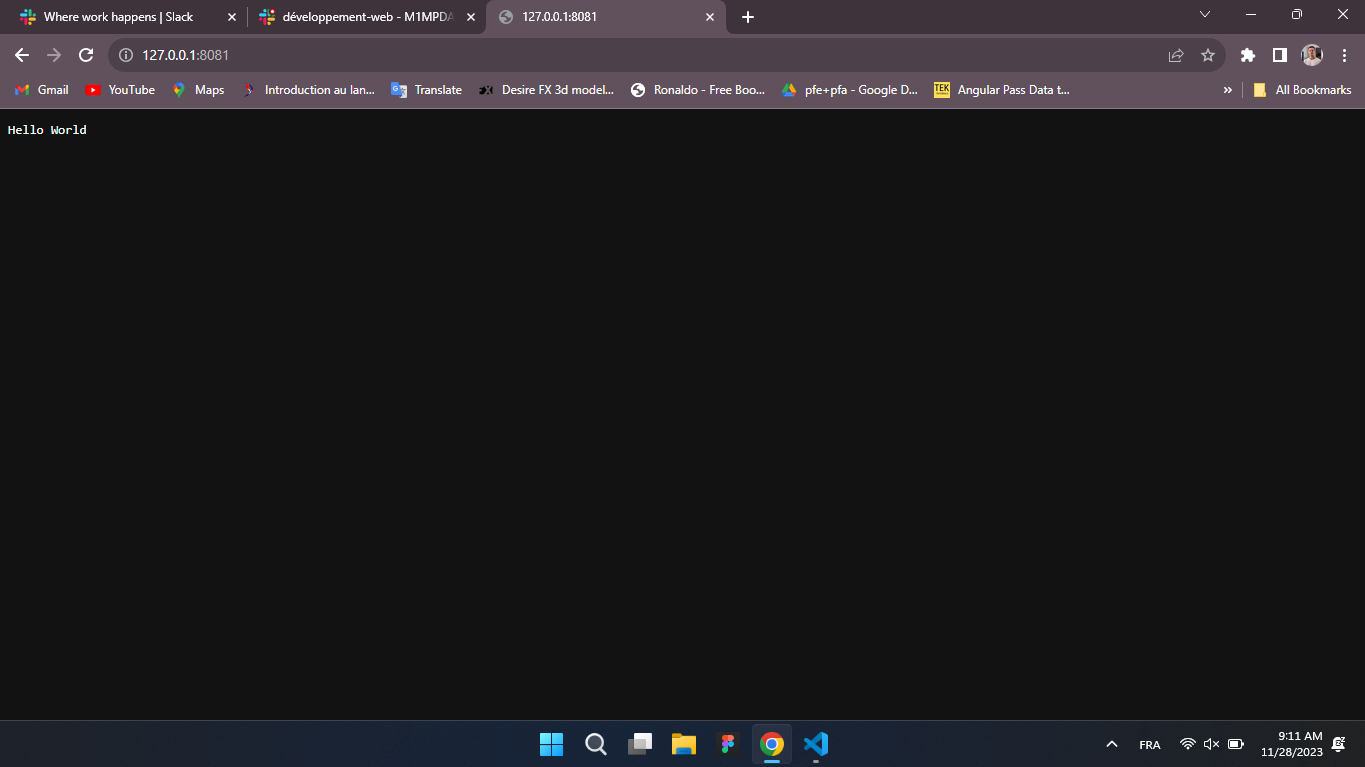 Where work happens | Slack
développement-web - M1MPDA
127.0.0.1:8081
127.0.0.1:8081
Gmail
YouTube
Maps
Introduction au lan...
Translate
Desire FX 3d model...
Ronaldo - Free Boo...
pfe+pfa - Google D...
TEK
Angular Pass Data t...
»
All Bookmarks
Hello World
FRA
9:11 AM
11/28/2023